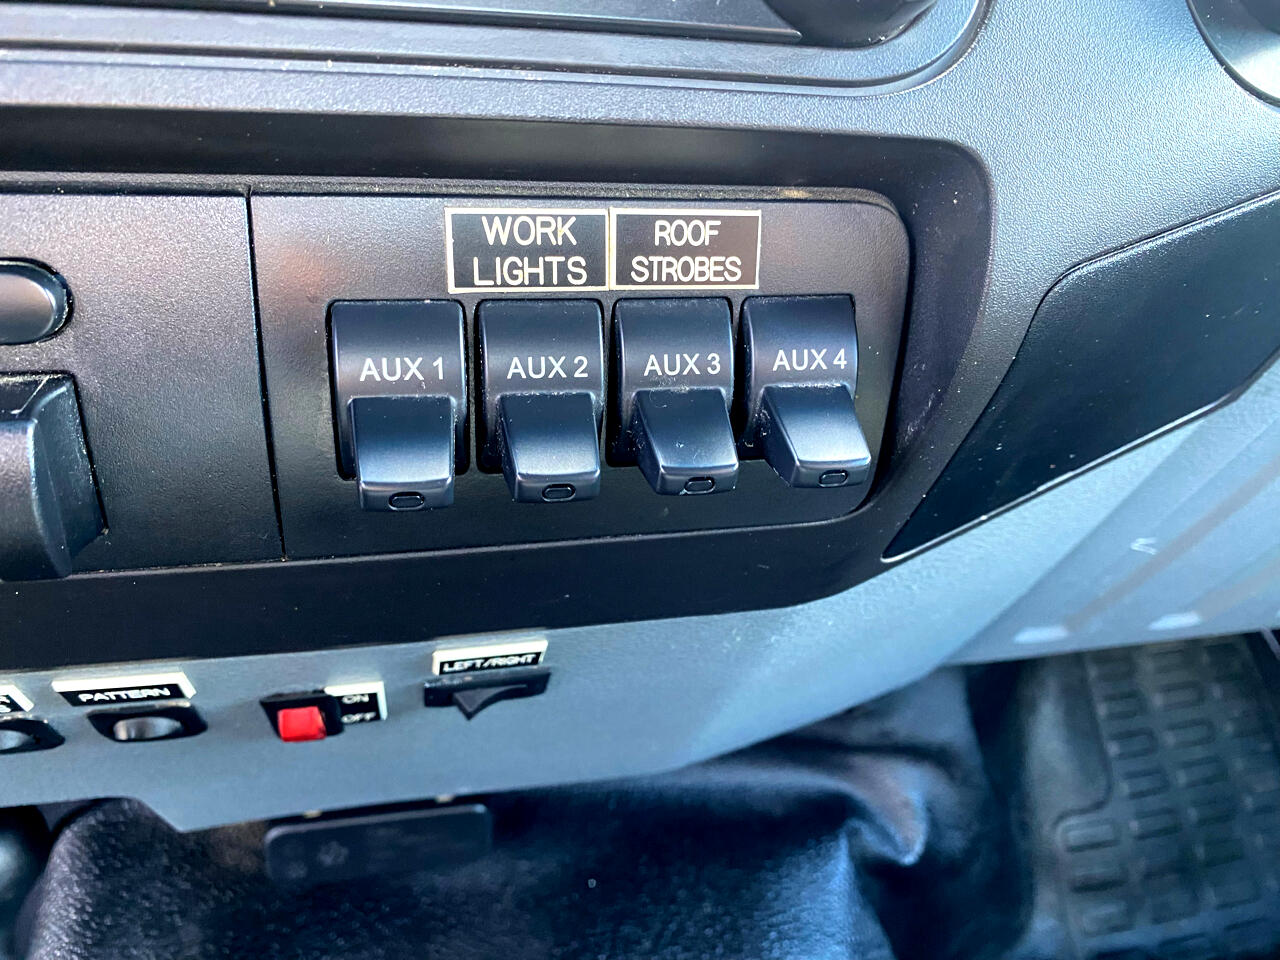 WORK
LIGHTS
ROOF
STROBES
AUX 1
AUX 2
AUX 3
AUX 4
LEFT/RIGHT
PATTERN
ON
OFF